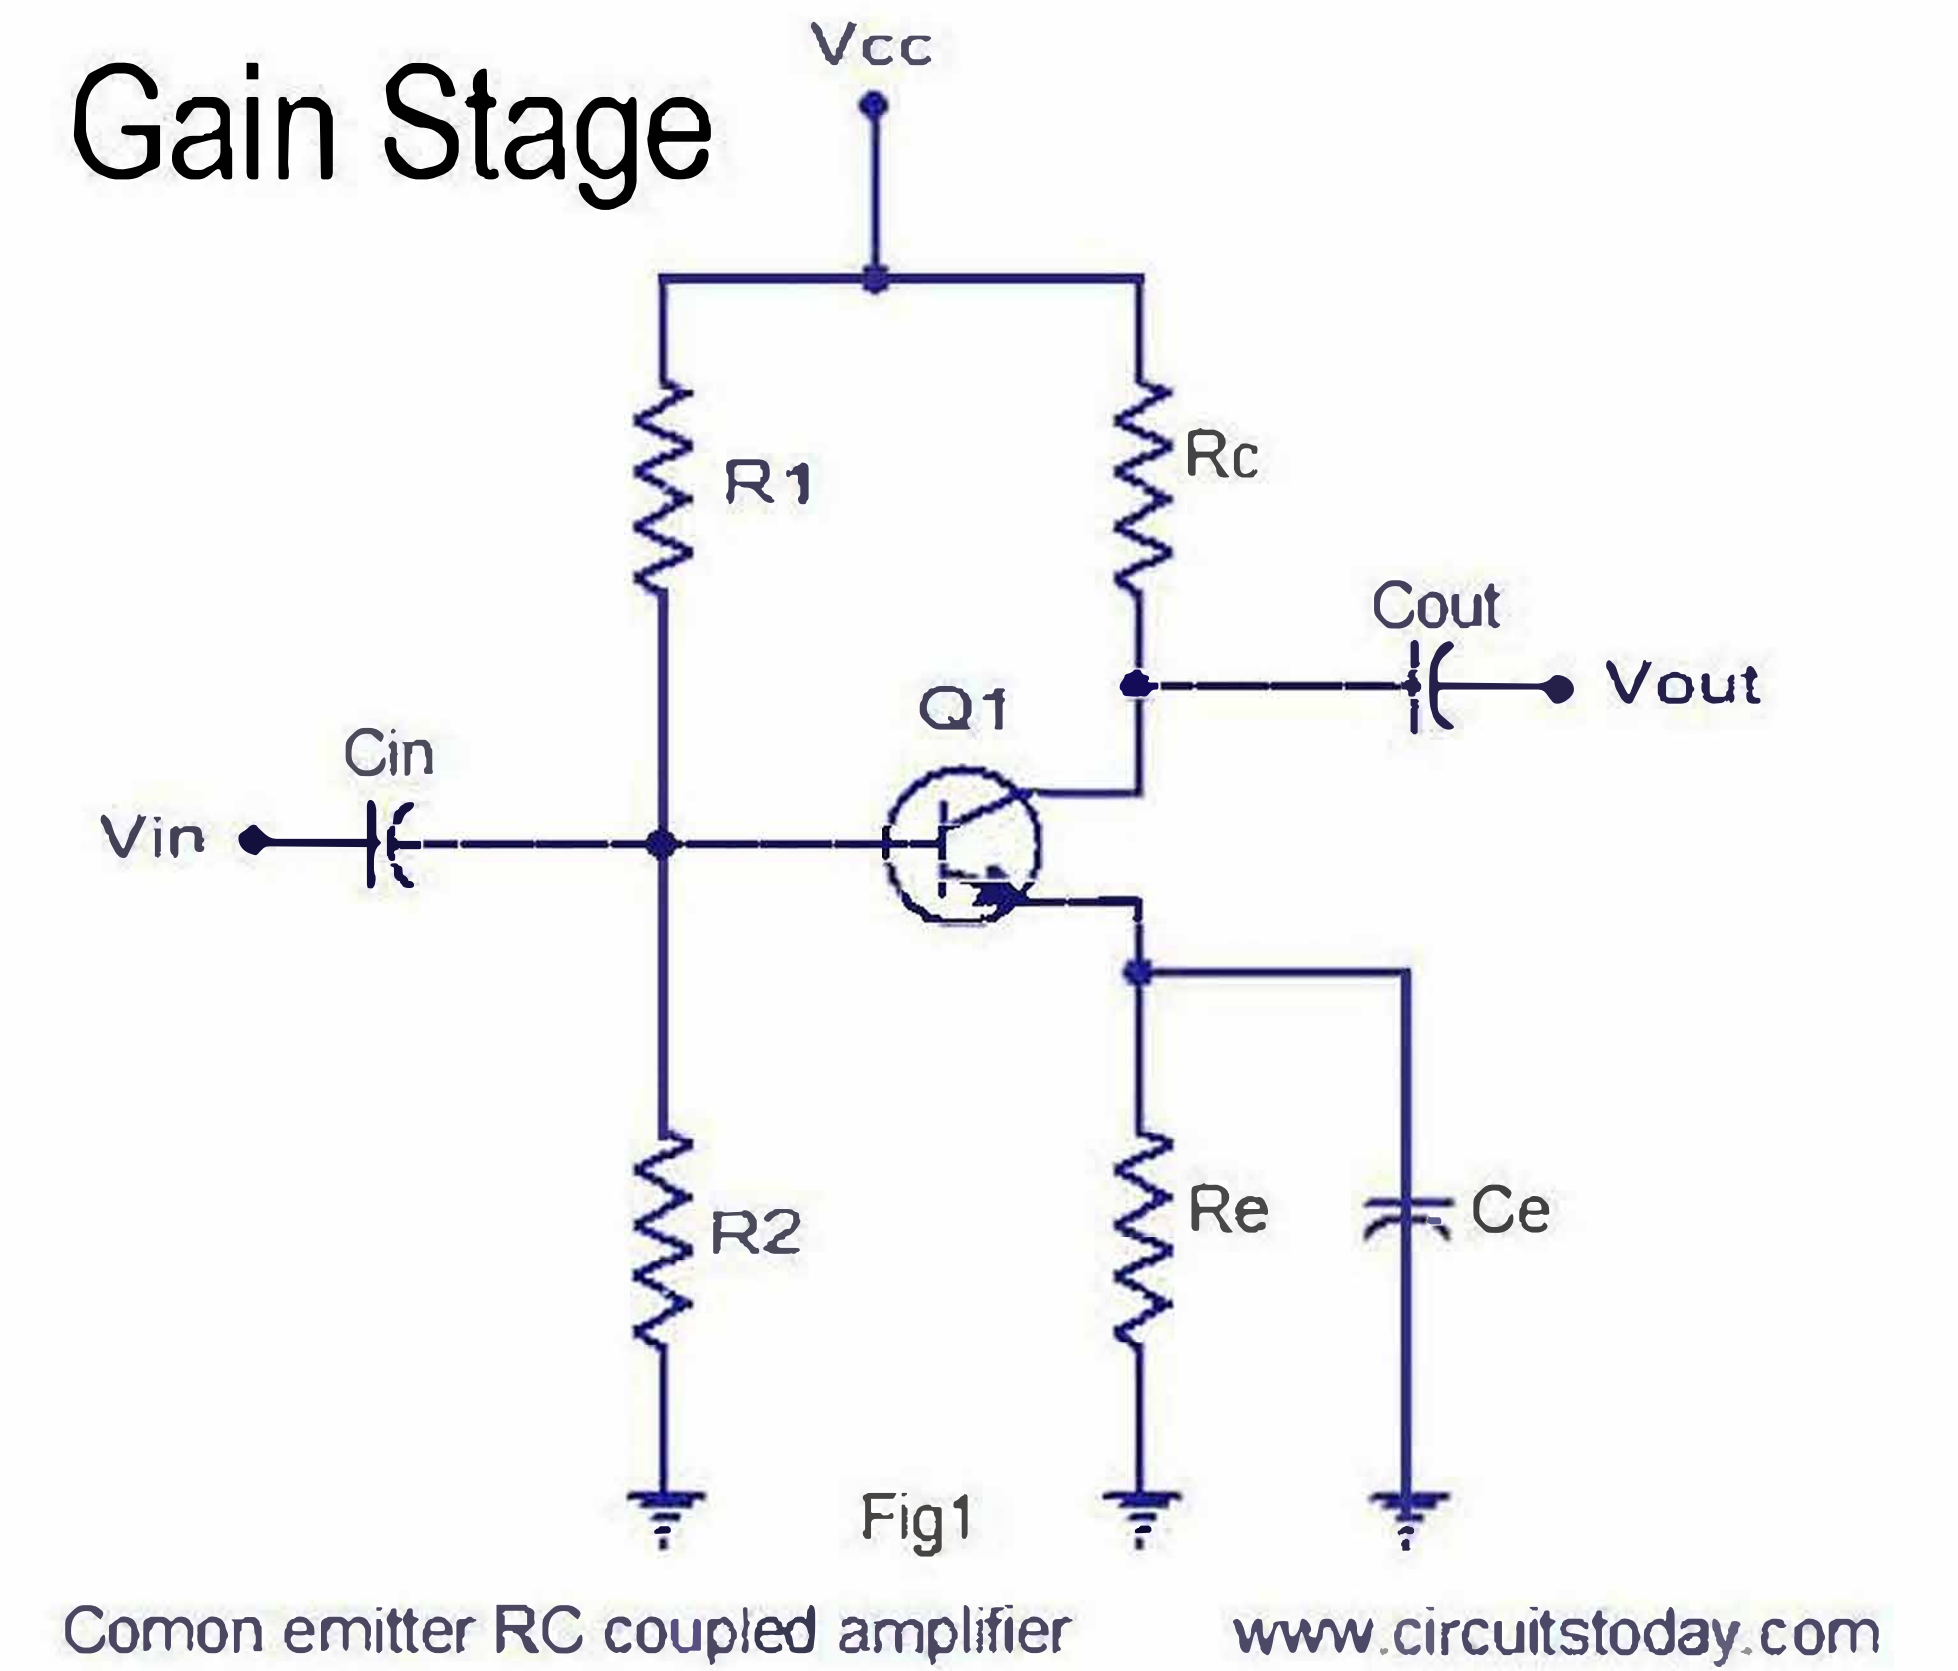 Gain Stage
Vcc
R1
Rc
Cout
Vout
Q1
Cin
Vin
R2
Re
Ce
Fig1
Comon emitter RC coupled amplifier
www.circuitstoday.com